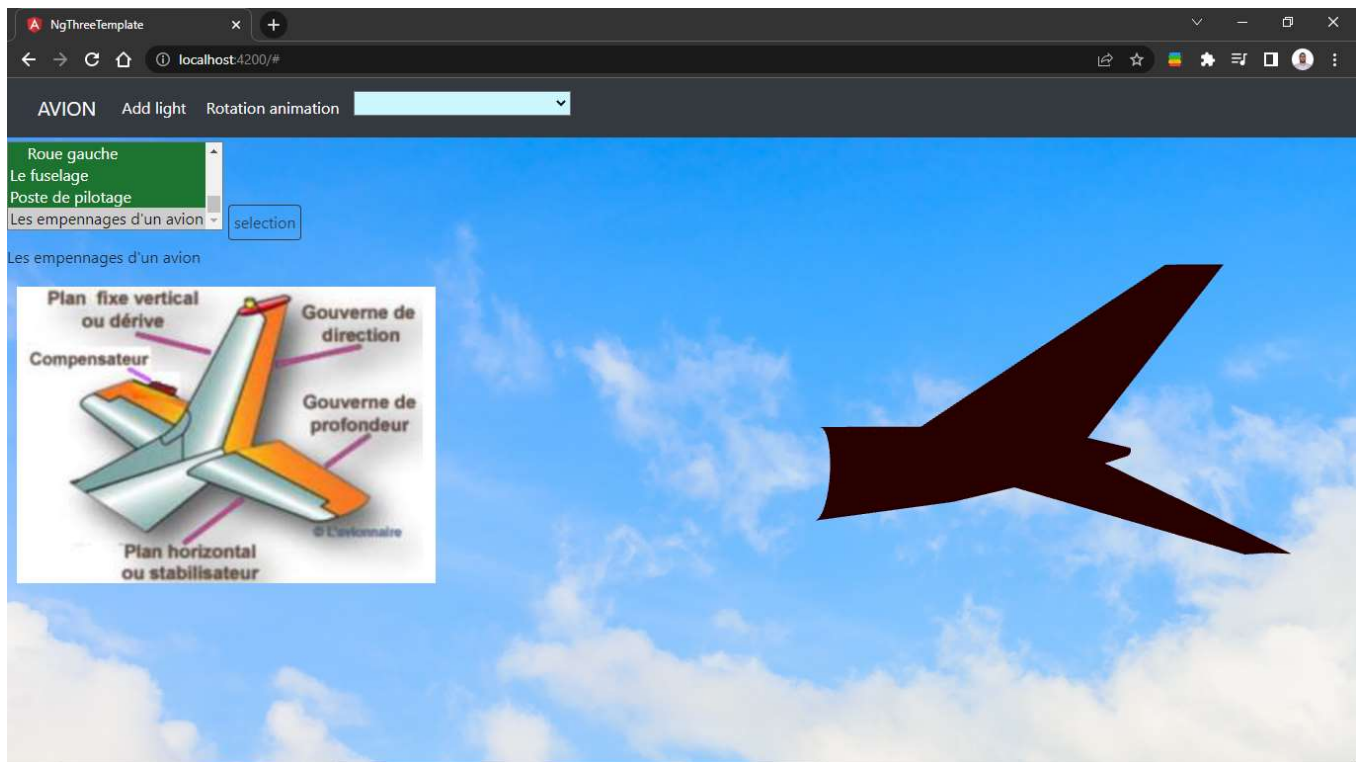 NgThreeTemplate
localhost:4200/#
AVION Add light Rotation animation
Roue gauche
Le fuselage
Poste de pilotage
Les empennages d'un avion
selection
Les empennages d'un avion
Plan fixe vertical
ou dérive
Gouverne de
direction
Compensateur
Gouverne de
profondeur
© L'avionnaire
Plan horizontal
ou stabilisateur